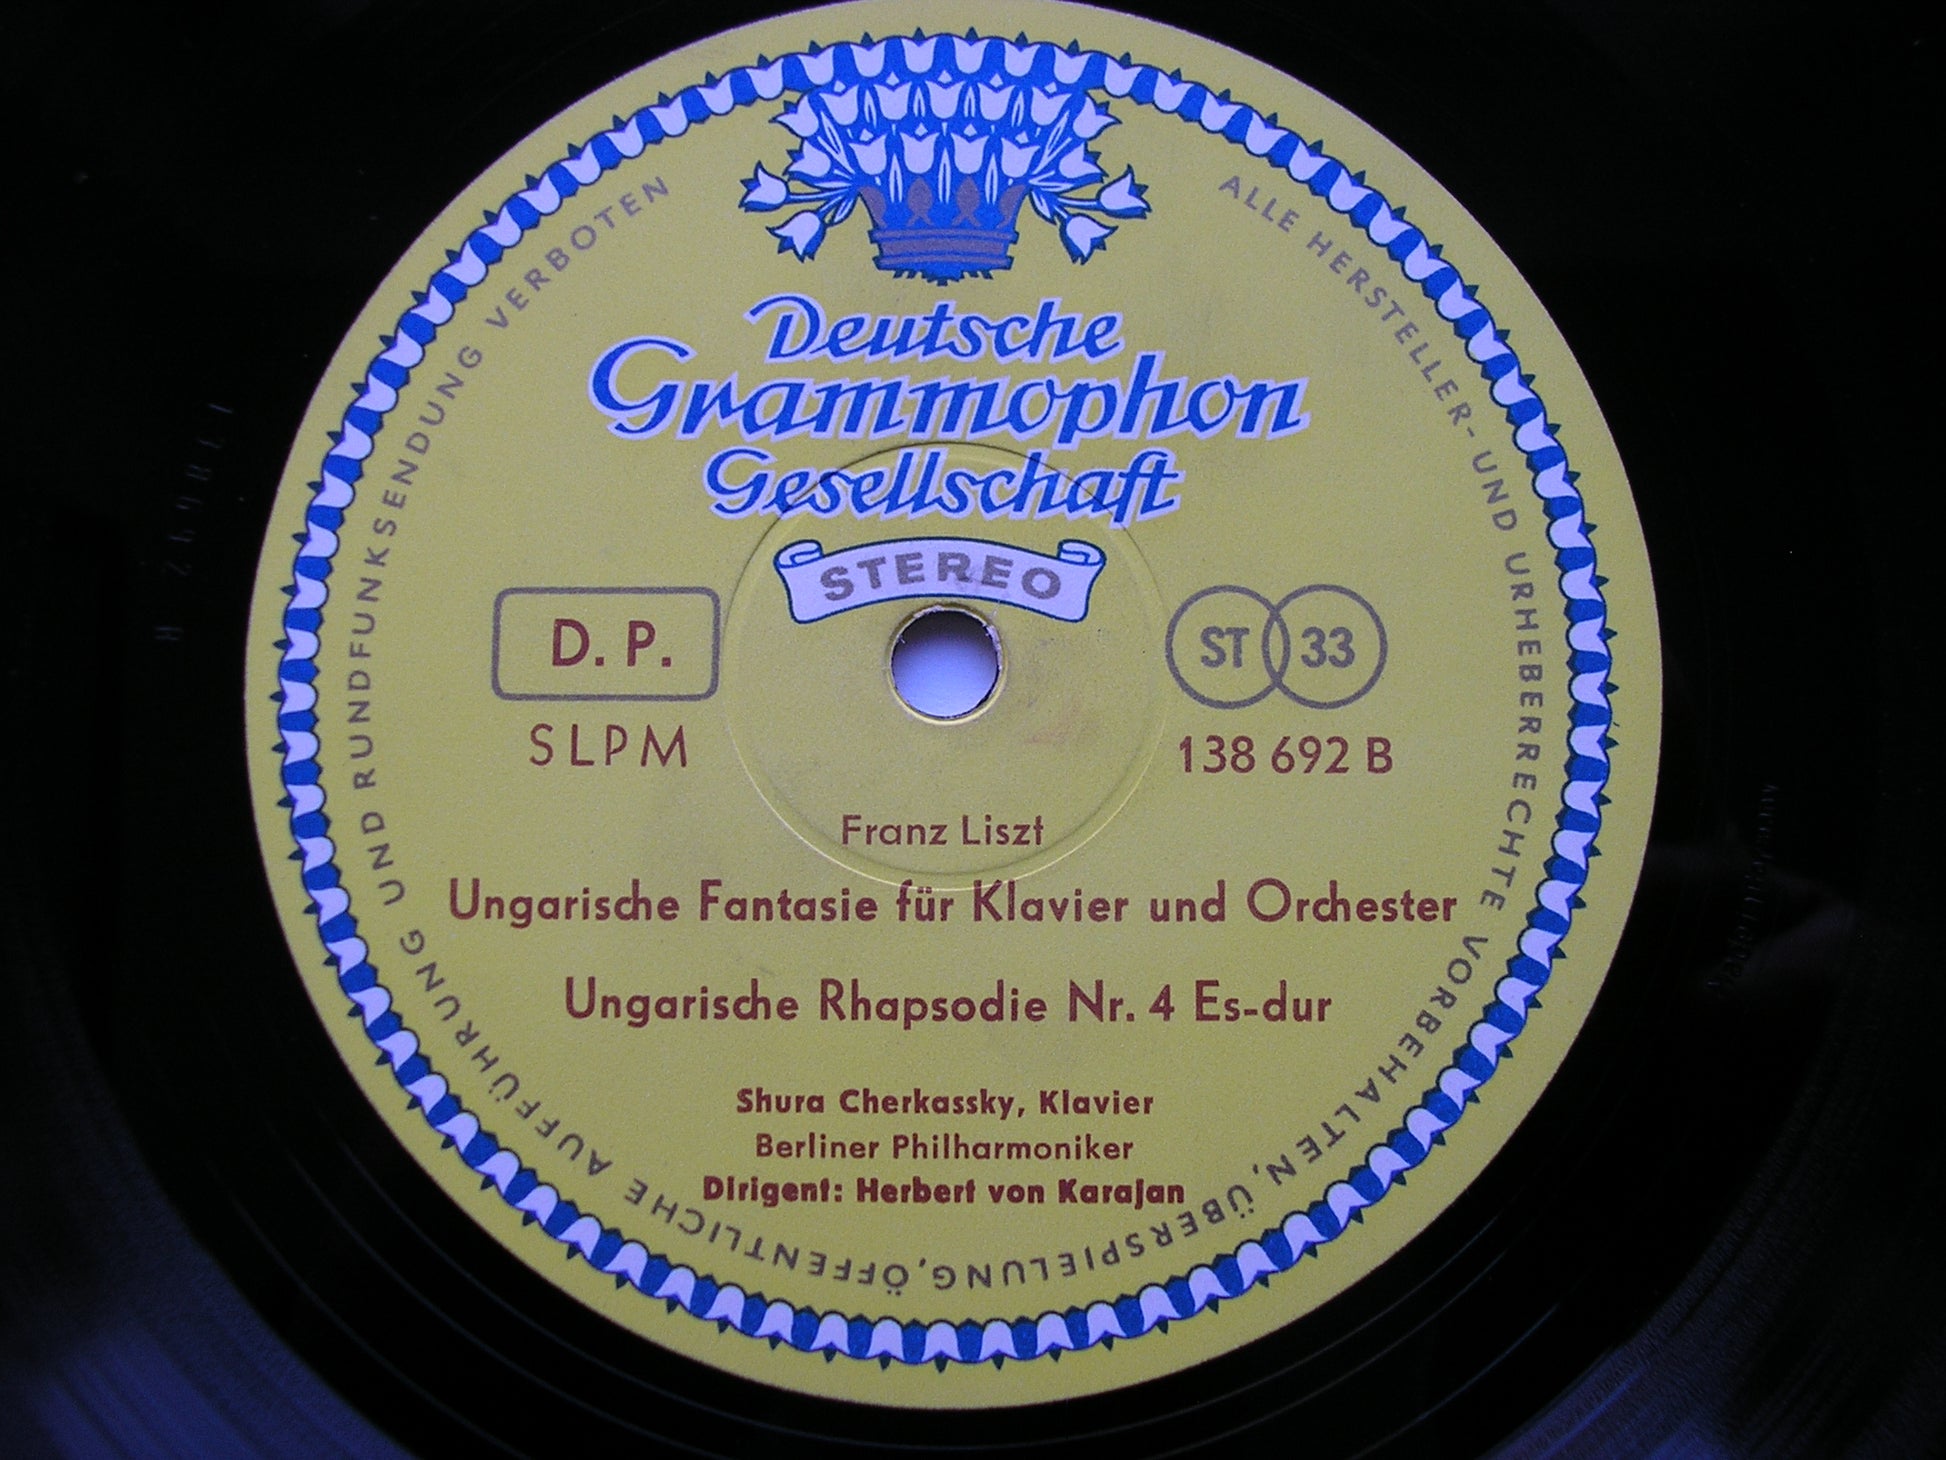 Deutsche
Grammophon
Gesellschaft
STEREO
D. P.
ST 33
SLPM
138 692 B
Franz Liszt
Ungarische Fantasie für Klavier und Orchester
Ungarische Rhapsodie Nr. 4 Es-dur
Shura Cherkassky, Klavier
Berliner Philharmoniker
Dirigent: Herbert von Karajan
ALLE HERSTELLER- UND URHEBERRECHTE VORBEHALTEN, ÜBERSPIELUNG, ÖFFENTLICHE AUFFÜHRUNG UND RUNDFUNKSENDUNG VERBOTEN